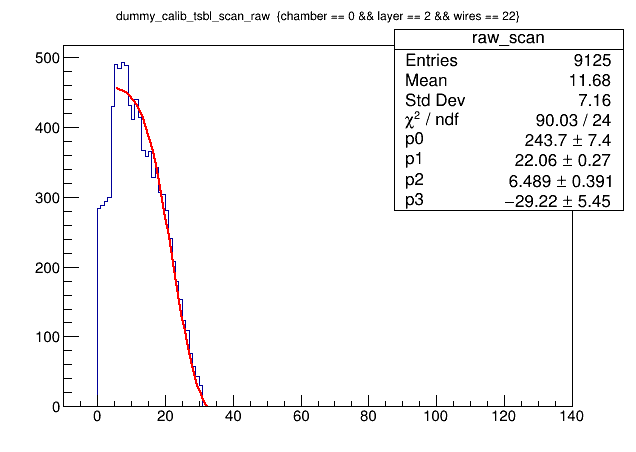 dummy_calib_tsbl_scan_raw {chamber == 0 && layer == 2 && wires == 22}
raw_scan
Entries 9125
Mean 11.68
Std Dev 7.16
χ² / ndf 90.03 / 24
p0 243.7 ± 7.4
p1 22.06 ± 0.27
p2 6.489 ± 0.391
p3 −29.22 ± 5.45
500
400
300
200
100
0
0 20 40 60 80 100 120 140